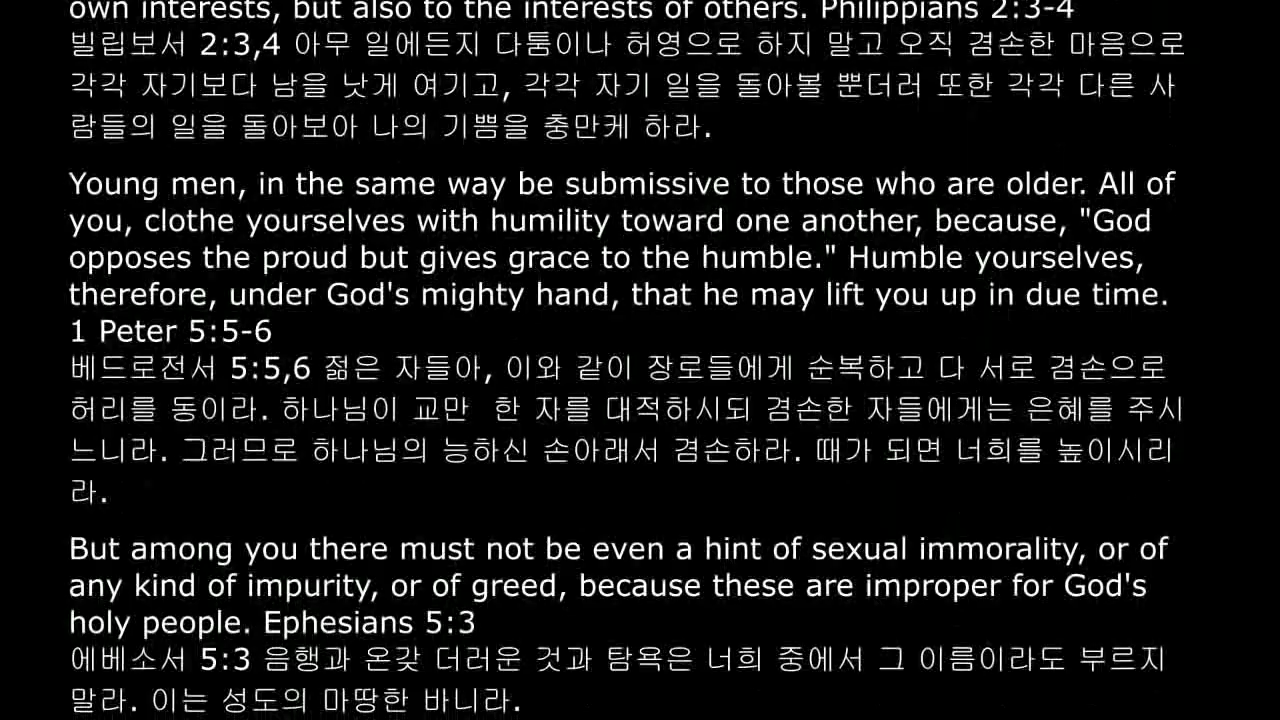 own interests, but also to the interests of others. Philippians 2:3-4
빌립보서 2:3,4 아무 일에든지 다툼이나 허영으로 하지 말고 오직 겸손한 마음으로
각각 자기보다 남을 낫게 여기고, 각각 자기 일을 돌아볼 뿐더러 또한 각각 다른 사
람들의 일을 돌아보아 나의 기쁨을 충만케 하라.
Young men, in the same way be submissive to those who are older. All of
you, clothe yourselves with humility toward one another, because, "God
opposes the proud but gives grace to the humble." Humble yourselves,
therefore, under God's mighty hand, that he may lift you up in due time.
1 Peter 5:5-6
베드로전서 5:5,6 젊은 자들아, 이와 같이 장로들에게 순복하고 다 서로 겸손으로
허리를 동이라. 하나님이 교만 한 자를 대적하시되 겸손한 자들에게는 은혜를 주시
느니라. 그러므로 하나님의 능하신 손아래서 겸손하라. 때가 되면 너희를 높이시리
라.
But among you there must not be even a hint of sexual immorality, or of
any kind of impurity, or of greed, because these are improper for God's
holy people. Ephesians 5:3
에베소서 5:3 음행과 온갖 더러운 것과 탐욕은 너희 중에서 그 이름이라도 부르지
말라. 이는 성도의 마땅한 바니라.